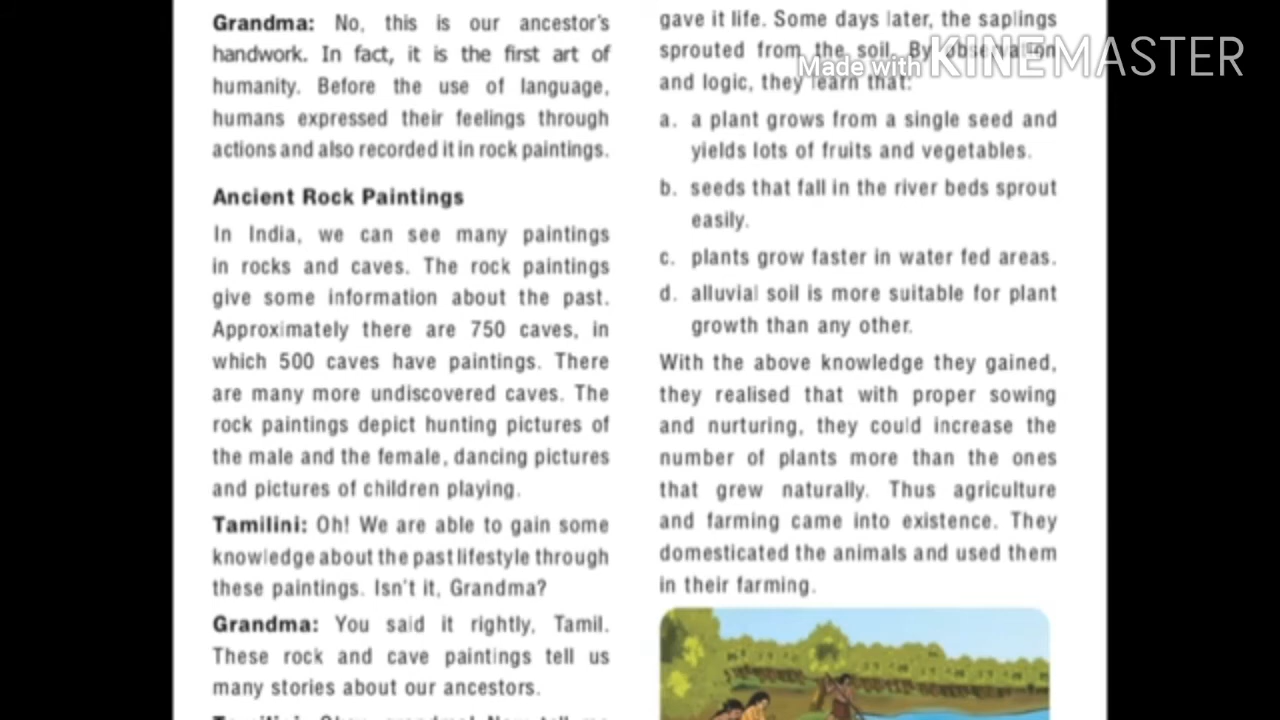 Grandma: No, this is our ancestor's
handwork. In fact, it is the first art of
humanity. Before the use of language,
humans expressed their feelings through
actions and also recorded it in rock paintings.
Ancient Rock Paintings
In India, we can see many paintings
in rocks and caves. The rock paintings
give some information about the past.
Approximately there are 750 caves, in
which 500 caves have paintings. There
are many more undiscovered caves. The
rock paintings depict hunting pictures of
the male and the female, dancing pictures
and pictures of children playing.
Tamilini: Oh! We are able to gain some
knowledge about the past lifestyle through
these paintings. Isn't it, Grandma?
Grandma: You said it rightly, Tamil.
These rock and cave paintings tell us
many stories about our ancestors.
gave it life. Some days later, the saplings
sprouted from the soil. By observation
and logic, they learn that:
a. a plant grows from a single seed and
yields lots of fruits and vegetables.
b. seeds that fall in the river beds sprout
easily.
c. plants grow faster in water fed areas.
d. alluvial soil is more suitable for plant
growth than any other.
With the above knowledge they gained,
they realised that with proper sowing
and nurturing, they could increase the
number of plants more than the ones
that grew naturally. Thus agriculture
and farming came into existence. They
domesticated the animals and used them
in their farming.
Made with KINEMASTER